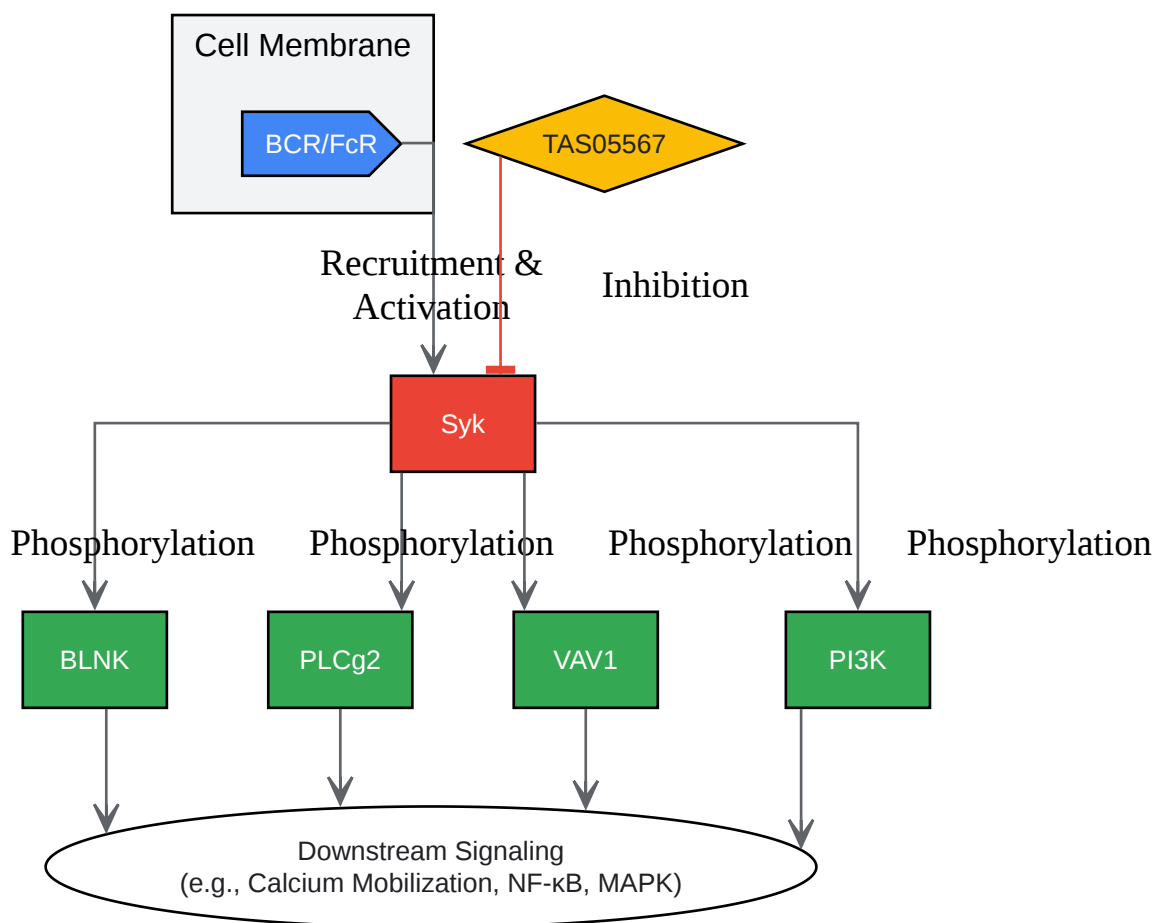 Cell Membrane
BCR/FcR
TAS05567
Recruitment &
Activation
Inhibition
Syk
Phosphorylation
Phosphorylation
Phosphorylation
Phosphorylation
BLNK
PLCg2
VAV1
PI3K
Downstream Signaling
(e.g., Calcium Mobilization, NF-κB, MAPK)